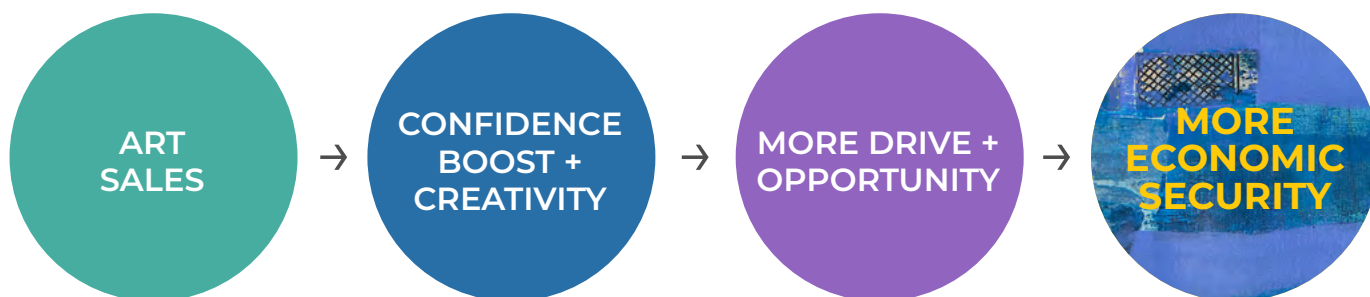 ART
SALES
→
CONFIDENCE
BOOST +
CREATIVITY
→
MORE DRIVE +
OPPORTUNITY
→
MORE
ECONOMIC
SECURITY